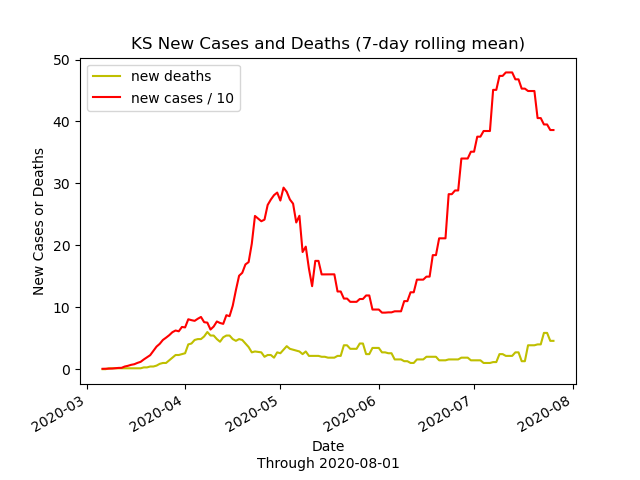 KS New Cases and Deaths (7-day rolling mean)
new deaths
new cases / 10
New Cases or Deaths
50
40
30
20
10
0
2020-03
2020-04
2020-05
2020-06
2020-07
2020-08
Date
Through 2020-08-01